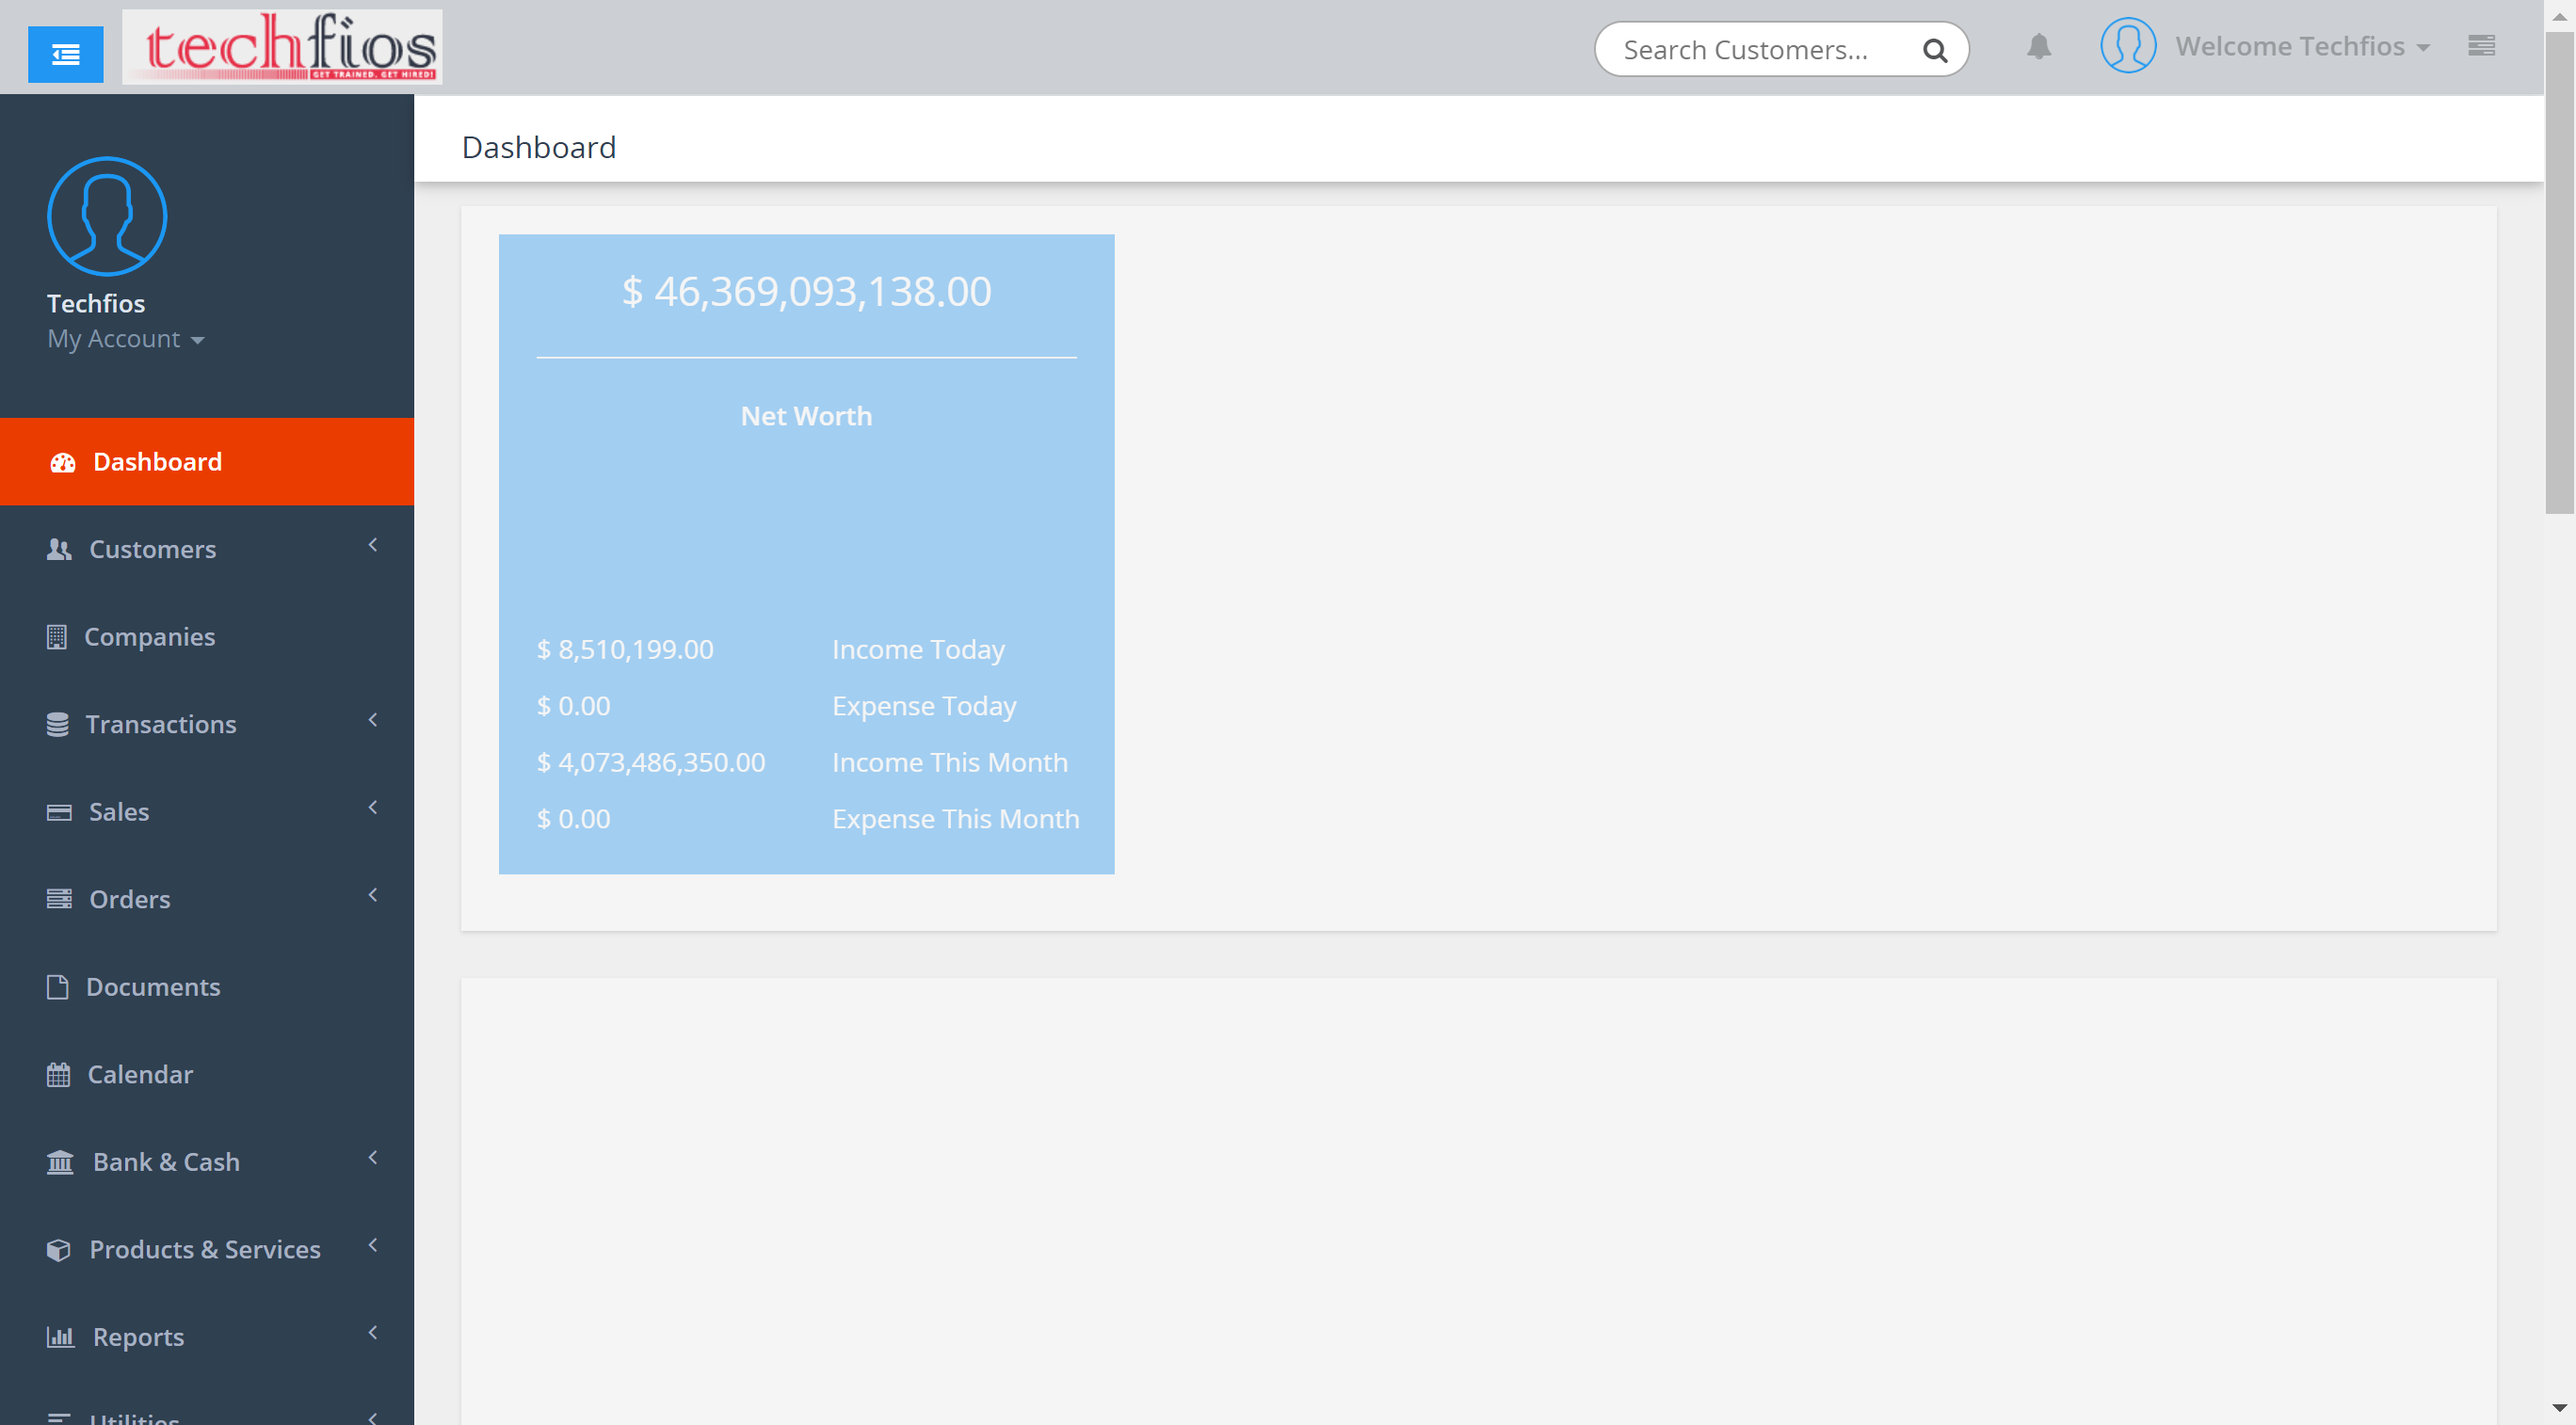 techfios
GET TRAINED. GET HIRED!
Search Customers...
Welcome Techfios
Techfios
My Account
Dashboard
Customers
Companies
Transactions
Sales
Orders
Documents
Calendar
Bank & Cash
Products & Services
Reports
Utilities
Dashboard
$ 46,369,093,138.00
Net Worth
$ 8,510,199.00 Income Today
$ 0.00 Expense Today
$ 4,073,486,350.00 Income This Month
$ 0.00 Expense This Month